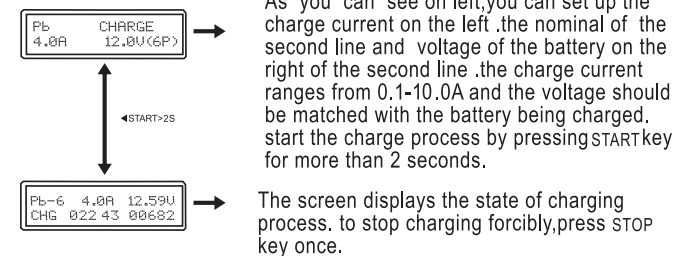 As you can see on left,you can set up the
Pb CHARGE
4.0A 12.0V(6P)
charge current on the left .the nominal of the
second line and voltage of the battery on the
right of the second line .the charge current
ranges from 0.1-10.0A and the voltage should
be matched with the battery being charged.
start the charge process by pressing START key
for more than 2 seconds.
◀START>2S
Pb-6 4.0A 12.59V
CHG 022 43 00682
The screen displays the state of charging
process. to stop charging forcibly,press STOP
key once.